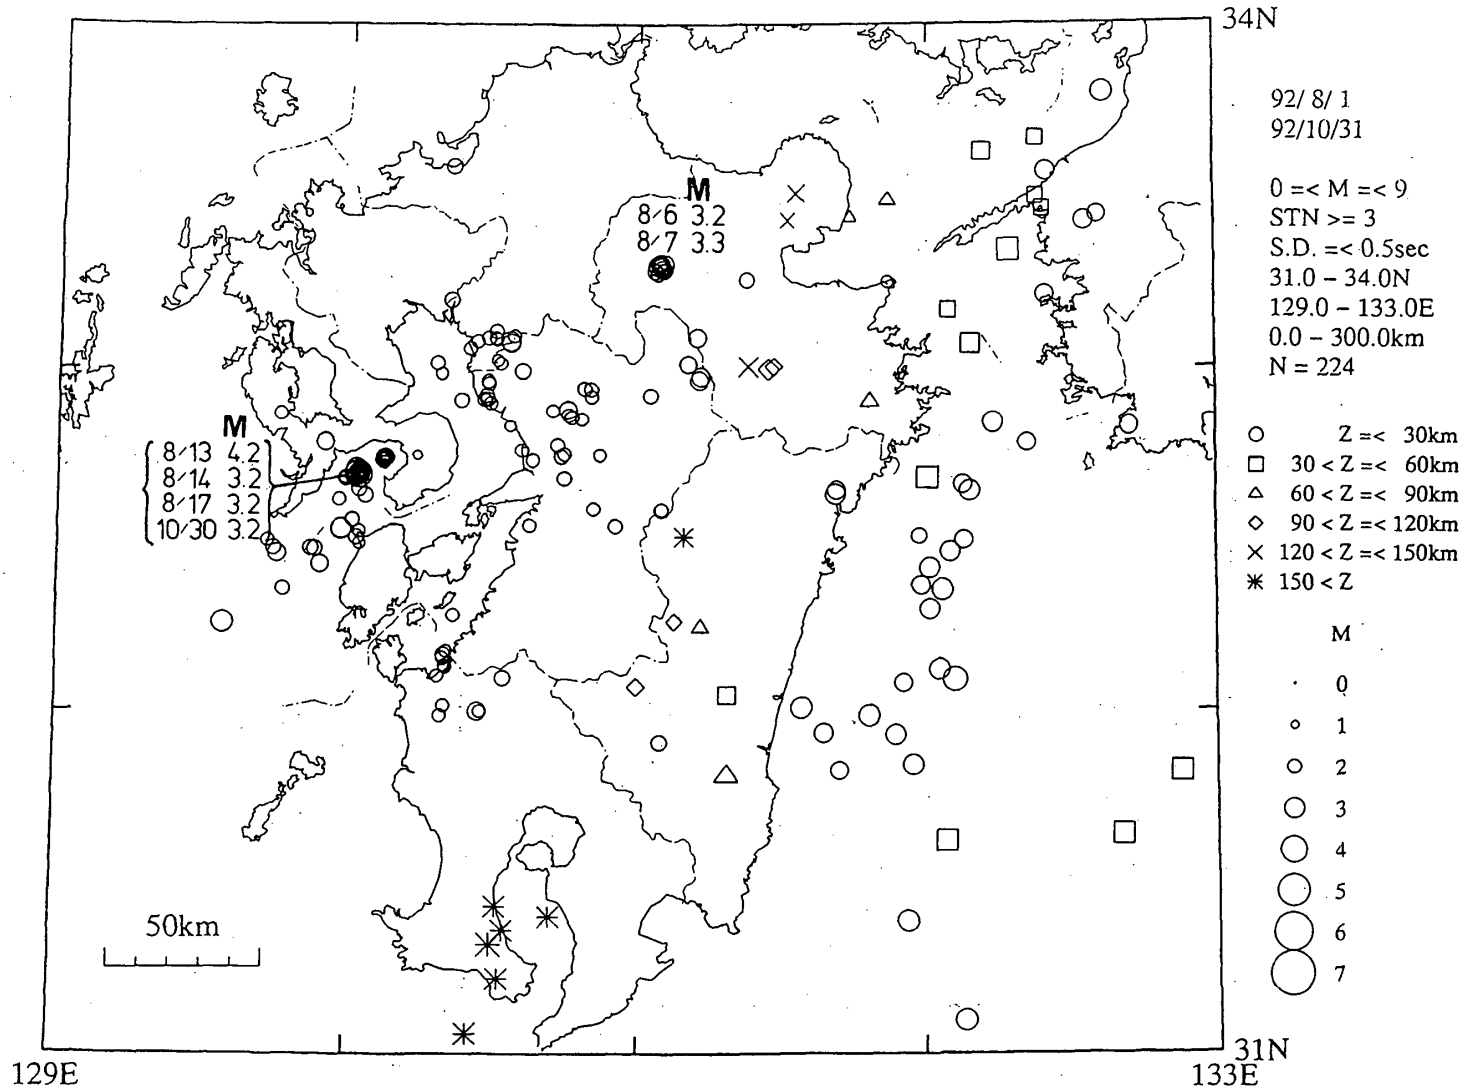 34N
92/ 8/ 1
92/10/31
0 =< M =< 9
STN >= 3
S.D. =< 0.5sec
31.0 – 34.0N
129.0 – 133.0E
0.0 – 300.0km
N = 224
M
8/6 3.2
8/7 3.3
M
8/13 4.2
8/14 3.2
8/17 3.2
10/30 3.2
Z =< 30km
30 < Z =< 60km
60 < Z =< 90km
90 < Z =< 120km
120 < Z =< 150km
150 < Z
M
0
1
2
3
4
5
6
7
50km
31N
129E
133E